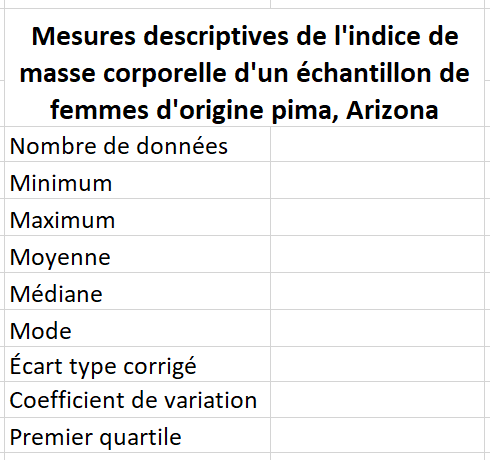 Mesures descriptives de l'indice de
masse corporelle d'un échantillon de
femmes d'origine pima, Arizona
Nombre de données
Minimum
Maximum
Moyenne
Médiane
Mode
Écart type corrigé
Coefficient de variation
Premier quartile